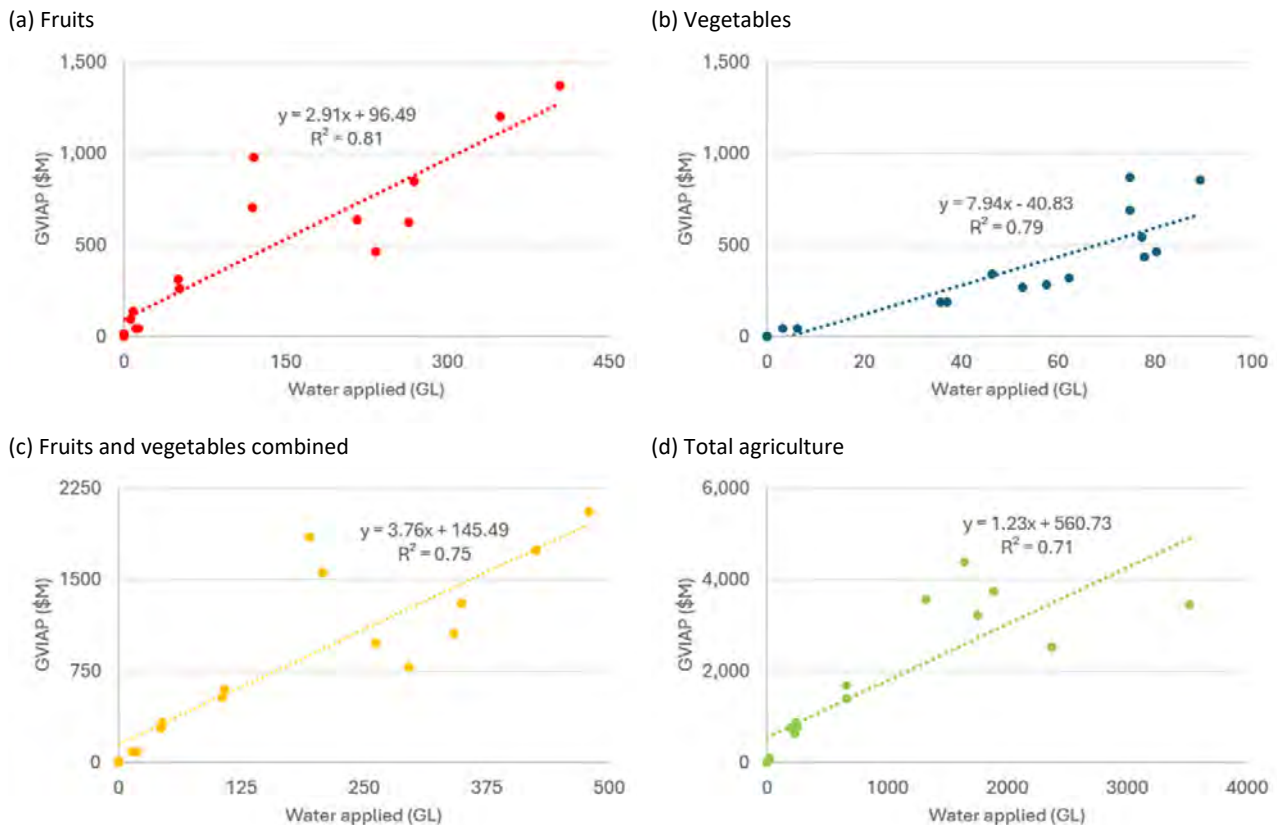 (a) Fruits
1,500
1,000
500
0
GVIAP ($M)
y = 2.91x + 96.49
R² = 0.81
0 150 300 450
Water applied (GL)
(b) Vegetables
1,500
1,000
500
0
GVIAP ($M)
y = 7.94x - 40.83
R² = 0.79
0 20 40 60 80 100
Water applied (GL)
(c) Fruits and vegetables combined
2250
1500
750
0
GVIAP ($M)
y = 3.76x + 145.49
R² = 0.75
0 125 250 375 500
Water applied (GL)
(d) Total agriculture
6,000
4,000
2,000
0
GVIAP ($M)
y = 1.23x + 560.73
R² = 0.71
0 1000 2000 3000 4000
Water applied (GL)